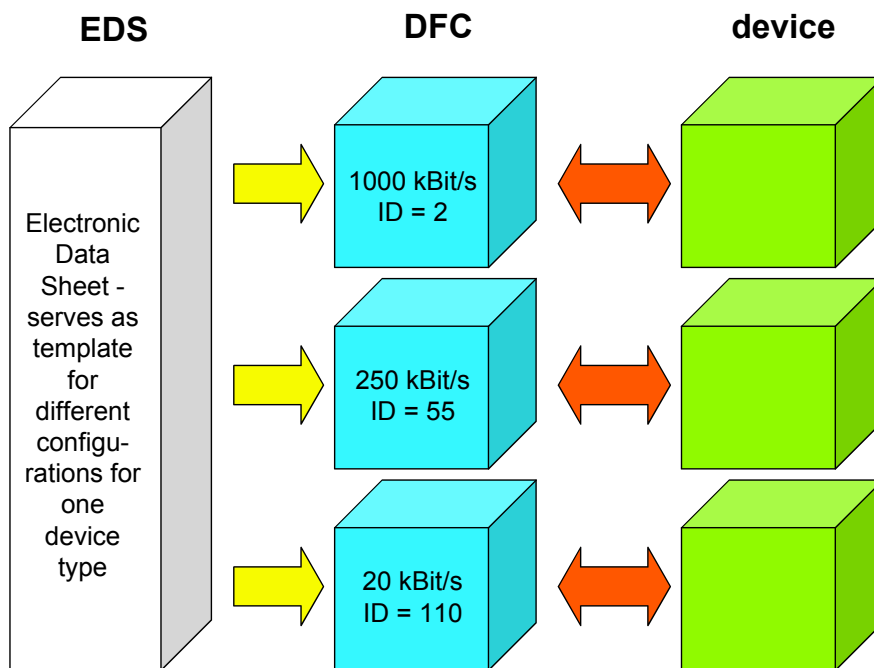 EDS
DFC
device
Electronic
Data
Sheet -
serves as
template
for
different
configu-
rations for
one
device
type
1000 kBit/s
ID = 2
250 kBit/s
ID = 55
20 kBit/s
ID = 110